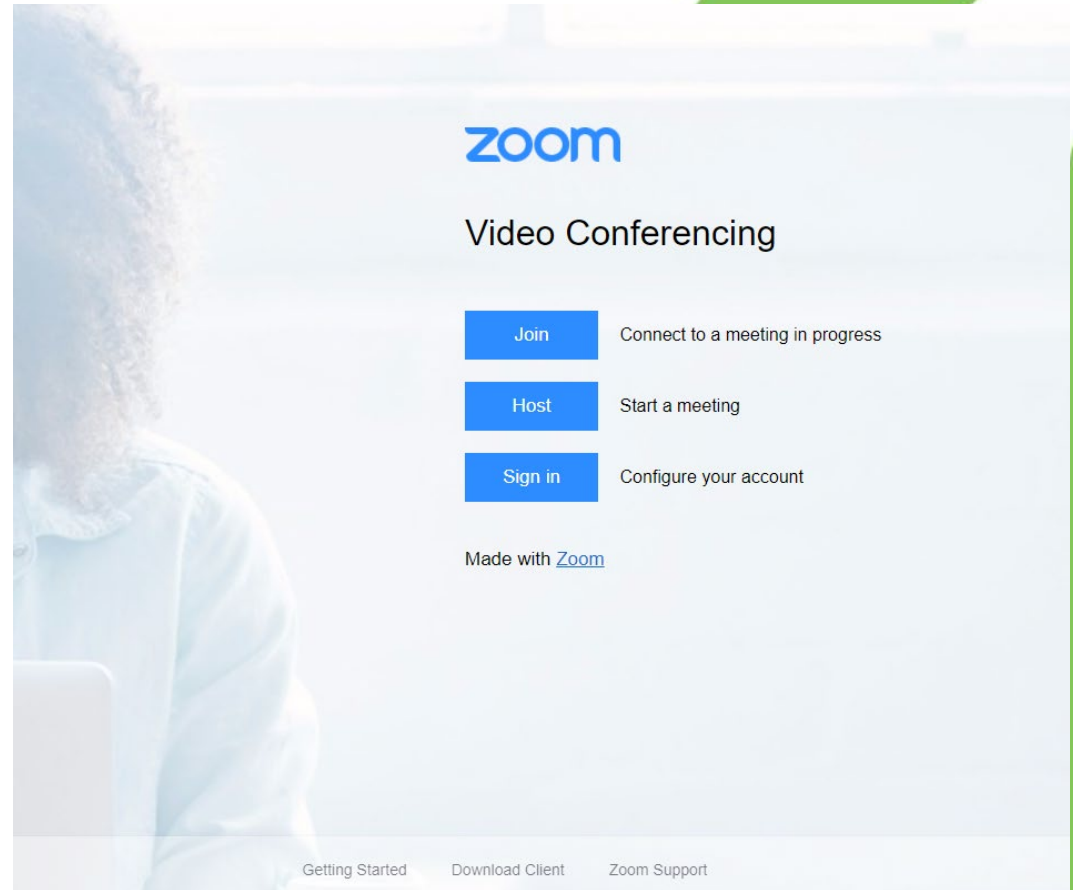 zoom
Video Conferencing
Join Connect to a meeting in progress
Host Start a meeting
Sign in Configure your account
Made with Zoom
Getting Started Download Client Zoom Support